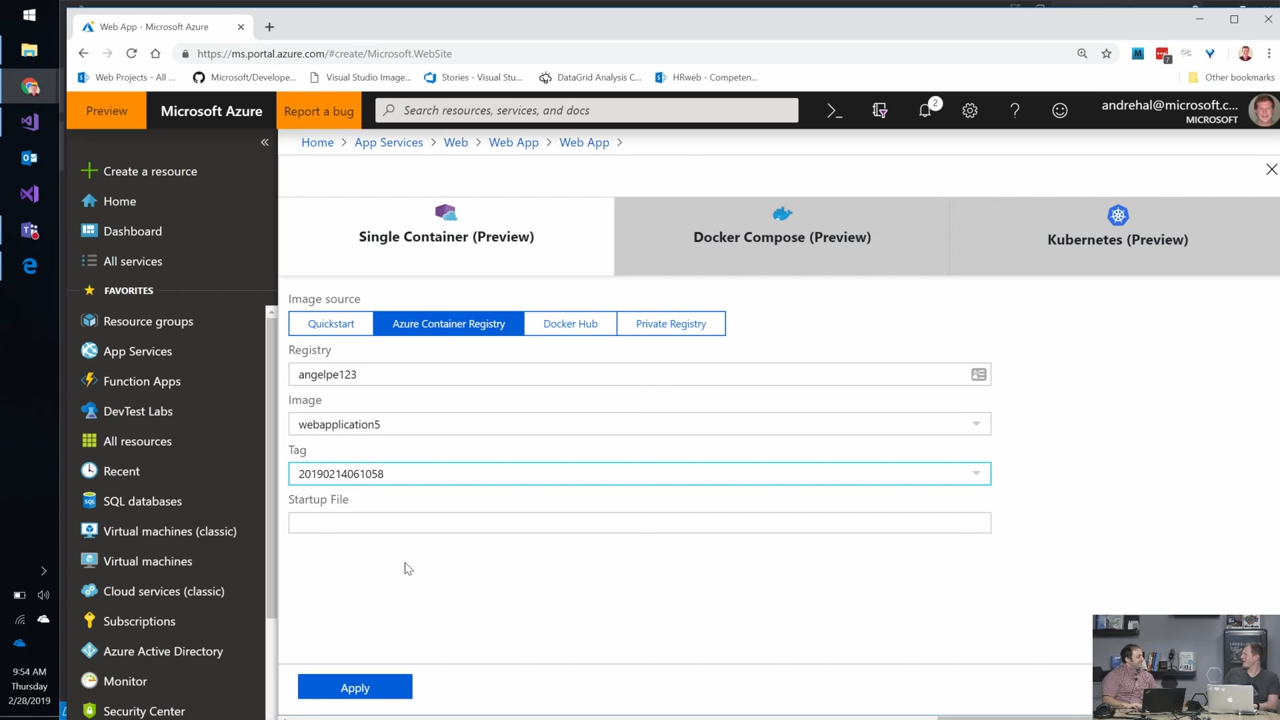 Web App - Microsoft Azure
https://ms.portal.azure.com/#create/Microsoft.WebSite
7
Web Projects - All ...
Microsoft/Develope...
Visual Studio Image...
Stories - Visual Stu...
DataGrid Analysis C...
HRweb - Competen...
Other bookmarks
Preview
Microsoft Azure
Report a bug
Search resources, services, and docs
2
andrehal@microsoft.c...
MICROSOFT
Home > App Services > Web > Web App > Web App >
Create a resource
Home
Dashboard
All services
FAVORITES
Resource groups
App Services
Function Apps
DevTest Labs
All resources
Recent
SQL databases
Virtual machines (classic)
Virtual machines
Cloud services (classic)
Subscriptions
Azure Active Directory
Monitor
Security Center
Single Container (Preview)
Docker Compose (Preview)
Kubernetes (Preview)
Image source
Quickstart
Azure Container Registry
Docker Hub
Private Registry
Registry
angelpe123
Image
webapplication5
Tag
20190214061058
Startup File
Apply
9:54 AM
Thursday
2/28/2019